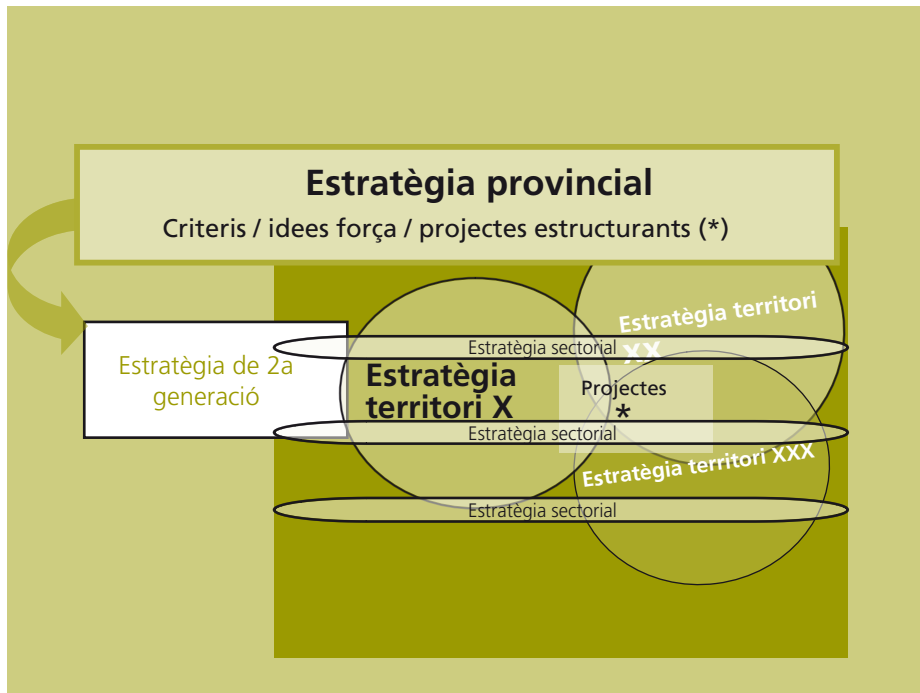 Estratègia provincial
Criteris / idees força / projectes estructurants (*)
Estratègia territori
XX
Estratègia sectorial
Estratègia de 2a
generació
Estratègia
territori X
Projectes
*
Estratègia sectorial
Estratègia territori XXX
Estratègia sectorial